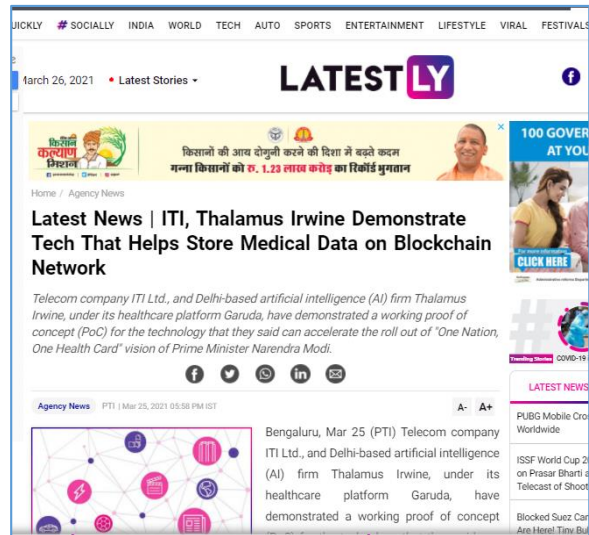 # SOCIALLY INDIA WORLD TECH AUTO SPORTS ENTERTAINMENT LIFESTYLE VIRAL FESTIVALS
March 26, 2021 • Latest Stories
LATESTLY
किसान कल्याण मिशन
किसानों की आय दोगुनी करने की दिशा में बढ़ते कदम
गन्ना किसानों को रु. 1.23 लाख करोड़ का रिकॉर्ड भुगतान
100 GOVER
AT YOU
CLICK HERE
Home / Agency News
Latest News | ITI, Thalamus Irwine Demonstrate
Tech That Helps Store Medical Data on Blockchain
Network
Telecom company ITI Ltd., and Delhi-based artificial intelligence (AI) firm Thalamus
Irwine, under its healthcare platform Garuda, have demonstrated a working proof of
concept (PoC) for the technology that they said can accelerate the roll out of "One Nation,
One Health Card" vision of Prime Minister Narendra Modi.
Trending Stories COVID-19
Agency News PTI | Mar 25, 2021 05:58 PM IST
A- A+
Bengaluru, Mar 25 (PTI) Telecom company
ITI Ltd., and Delhi-based artificial intelligence
(AI) firm Thalamus Irwine, under its
healthcare platform Garuda, have
demonstrated a working proof of concept
LATEST NEWS
PUBG Mobile Cro
Worldwide
ISSF World Cup 2
on Prasar Bharti a
Telecast of Shoot
Blocked Suez Can
Are Here! Tiny Bul